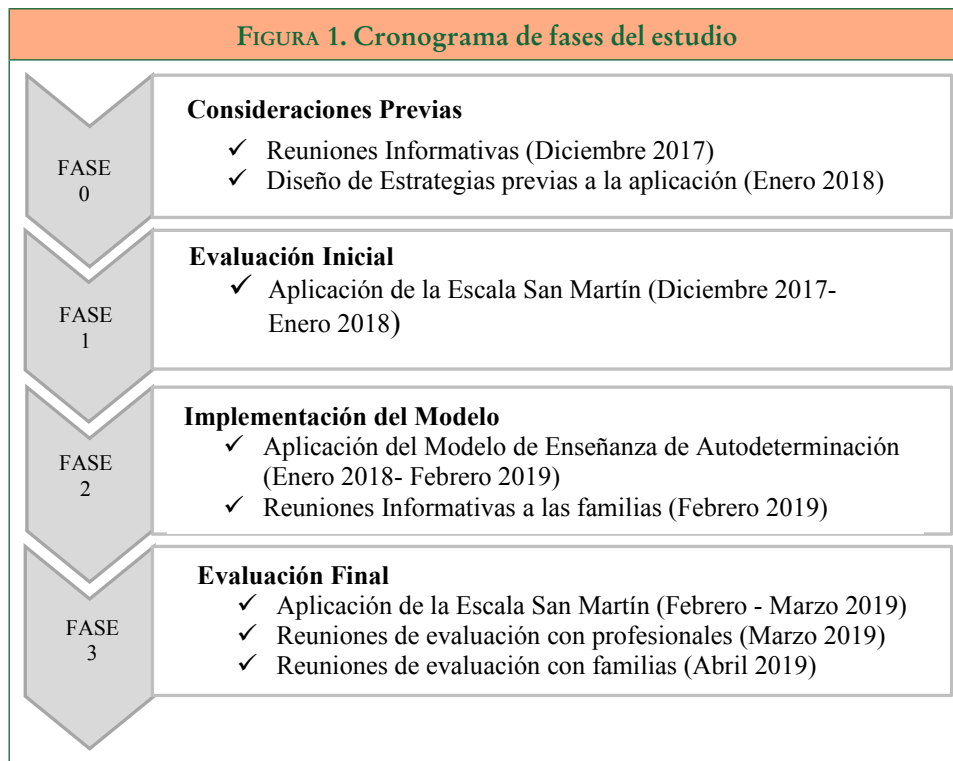 FIGURA 1. Cronograma de fases del estudio
FASE
0
Consideraciones Previas
✓ Reuniones Informativas (Diciembre 2017)
✓ Diseño de Estrategias previas a la aplicación (Enero 2018)
FASE
1
Evaluación Inicial
✓ Aplicación de la Escala San Martín (Diciembre 2017-
Enero 2018)
FASE
2
Implementación del Modelo
✓ Aplicación del Modelo de Enseñanza de Autodeterminación
(Enero 2018- Febrero 2019)
✓ Reuniones Informativas a las familias (Febrero 2019)
FASE
3
Evaluación Final
✓ Aplicación de la Escala San Martín (Febrero - Marzo 2019)
✓ Reuniones de evaluación con profesionales (Marzo 2019)
✓ Reuniones de evaluación con familias (Abril 2019)